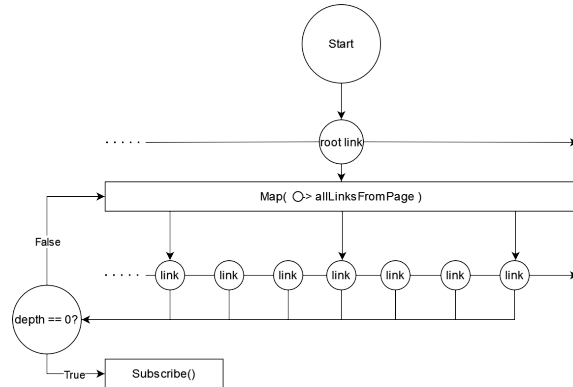 Start
root link
Map( O-> allLinksFromPage )
False
link link link link link link link
depth == 0?
True
Subscribe()